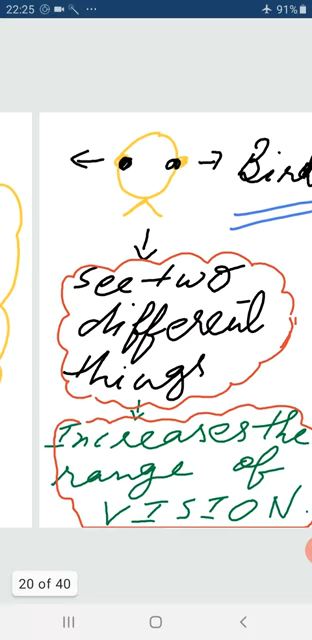 22:25 91%
Bird
see two
different
things
Increases the
range of
VISION.
20 of 40